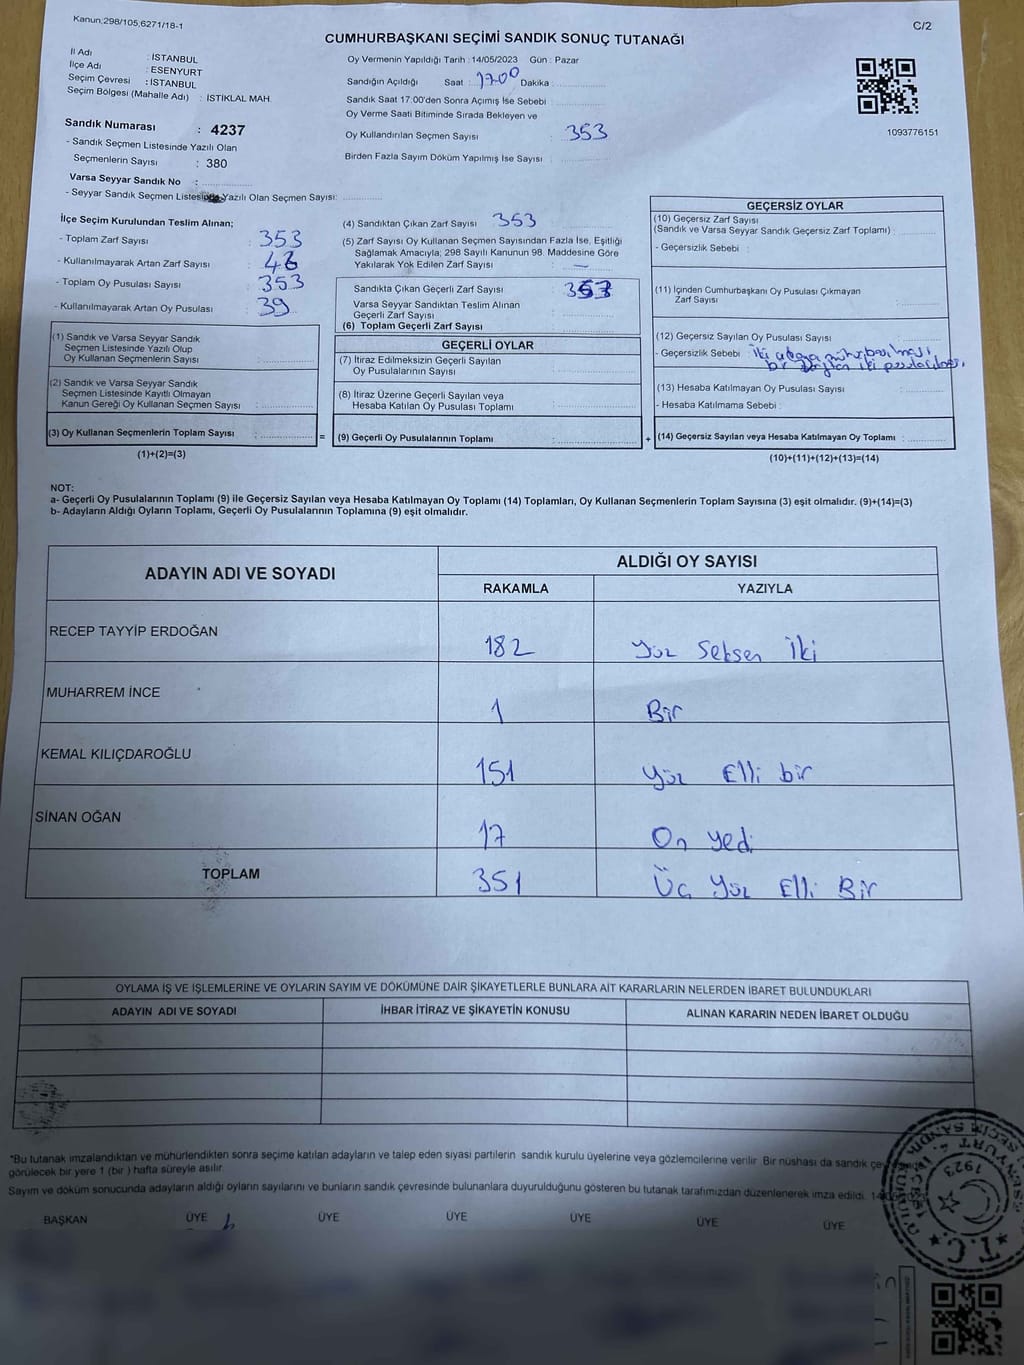 Kanun;298/105,6271/18-1
C/2
CUMHURBAŞKANI SEÇİMİ SANDIK SONUÇ TUTANAĞI
İl Adı : İSTANBUL
İlçe Adı : ESENYURT
Seçim Çevresi : İSTANBUL
Seçim Bölgesi (Mahalle Adı) : İSTİKLAL MAH.
Sandık Numarası : 4237
- Sandık Seçmen Listesinde Yazılı Olan
Seçmenlerin Sayısı : 380
Varsa Seyyar Sandık No :
- Seyyar Sandık Seçmen Listesinde Yazılı Olan Seçmen Sayısı:
Oy Vermenin Yapıldığı Tarih : 14/05/2023 Gün : Pazar
Sandığın Açıldığı Saat : 17.00 Dakika :
Sandık Saat 17:00'den Sonra Açımış İse Sebebi :
Oy Verme Saati Bitiminde Sırada Bekleyen ve
Oy Kullandırılan Seçmen Sayısı : 353
Birden Fazla Sayım Döküm Yapılmış İse Sayısı :
1093776151
İlçe Seçim Kurulundan Teslim Alınan;
- Toplam Zarf Sayısı : 353
- Kullanılmayarak Artan Zarf Sayısı : 46
- Toplam Oy Pusulası Sayısı : 353
- Kullanılmayarak Artan Oy Pusulası : 39
(1) Sandık ve Varsa Seyyar Sandık
Seçmen Listesinde Yazılı Olup
Oy Kullanan Seçmenlerin Sayısı :
(2) Sandık ve Varsa Seyyar Sandık
Seçmen Listesinde Kayıtlı Olmayan
Kanun Gereği Oy Kullanan Seçmen Sayısı :
(3) Oy Kullanan Seçmenlerin Toplam Sayısı :
(1)+(2)=(3)
(4) Sandıktan Çıkan Zarf Sayısı : 353
(5) Zarf Sayısı Oy Kullanan Seçmen Sayısından Fazla İse, Eşitliği
Sağlamak Amacıyla; 298 Sayılı Kanunun 98. Maddesine Göre
Yakılarak Yok Edilen Zarf Sayısı : —
Sandıkta Çıkan Geçerli Zarf Sayısı : 353
Varsa Seyyar Sandıktan Teslim Alınan
Geçerli Zarf Sayısı :
(6) Toplam Geçerli Zarf Sayısı :
GEÇERLİ OYLAR
(7) İtiraz Edilmeksizin Geçerli Sayılan
Oy Pusulalarının Sayısı :
(8) İtiraz Üzerine Geçerli Sayılan veya
Hesaba Katılan Oy Pusulası Toplamı :
= (9) Geçerli Oy Pusulalarının Toplamı :
GEÇERSİZ OYLAR
(10) Geçersiz Zarf Sayısı
(Sandık ve Varsa Seyyar Sandık Geçersiz Zarf Toplamı) :
- Geçersizlik Sebebi :
(11) İçinden Cumhurbaşkanı Oy Pusulası Çıkmayan
Zarf Sayısı :
(12) Geçersiz Sayılan Oy Pusulası Sayısı :
- Geçersizlik Sebebi : İki adaya mühür basılması,
bir iki pusula
(13) Hesaba Katılmayan Oy Pusulası Sayısı :
- Hesaba Katılmama Sebebi :
+ (14) Geçersiz Sayılan veya Hesaba Katılmayan Oy Toplamı :
(10)+(11)+(12)+(13)=(14)
NOT:
a- Geçerli Oy Pusulalarının Toplamı (9) ile Geçersiz Sayılan veya Hesaba Katılmayan Oy Toplamı (14) Toplamları, Oy Kullanan Seçmenlerin Toplam Sayısına (3) eşit olmalıdır. (9)+(14)=(3)
b- Adayların Aldığı Oyların Toplamı, Geçerli Oy Pusulalarının Toplamına (9) eşit olmalıdır.
ADAYIN ADI VE SOYADI
ALDIĞI OY SAYISI
RAKAMLA YAZIYLA
RECEP TAYYİP ERDOĞAN 182 Yüz Seksen İki
MUHARREM İNCE 1 Bir
KEMAL KILIÇDAROĞLU 151 Yüz Elli bir
SİNAN OĞAN 17 On yedi
TOPLAM 351 Üç Yüz Elli Bir
OYLAMA İŞ VE İŞLEMLERİNE VE OYLARIN SAYIM VE DÖKÜMÜNE DAİR ŞİKAYETLERLE BUNLARA AİT KARARLARIN NELERDEN İBARET BULUNDUKLARI
ADAYIN ADI VE SOYADI İHBAR İTİRAZ VE ŞİKAYETİN KONUSU ALINAN KARARIN NEDEN İBARET OLDUĞU
*Bu tutanak imzalandıktan ve mühürlendikten sonra seçime katılan adayların ve talep eden siyasi partilerin sandık kurulu üyelerine veya gözlemcilerine verilir. Bir nüshası da sandık
görülecek bir yere 1 (bir) hafta süreyle asılır.
Sayım ve döküm sonucunda adayların aldığı oyların sayılarını ve bunların sandık çevresinde bulunanlara duyurulduğunu gösteren bu tutanak tarafımızdan düzenlenerek imza edildi.
BAŞKAN ÜYE ÜYE ÜYE ÜYE ÜYE ÜYE
T.C.
1923